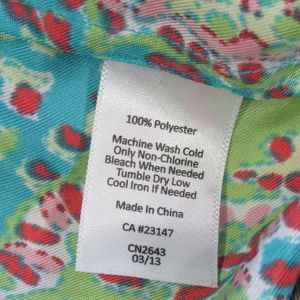 100% Polyester
Machine Wash Cold
Only Non-Chlorine
Bleach When Needed
Tumble Dry Low
Cool Iron If Needed
Made In China
CA #23147
CN2643
03/13